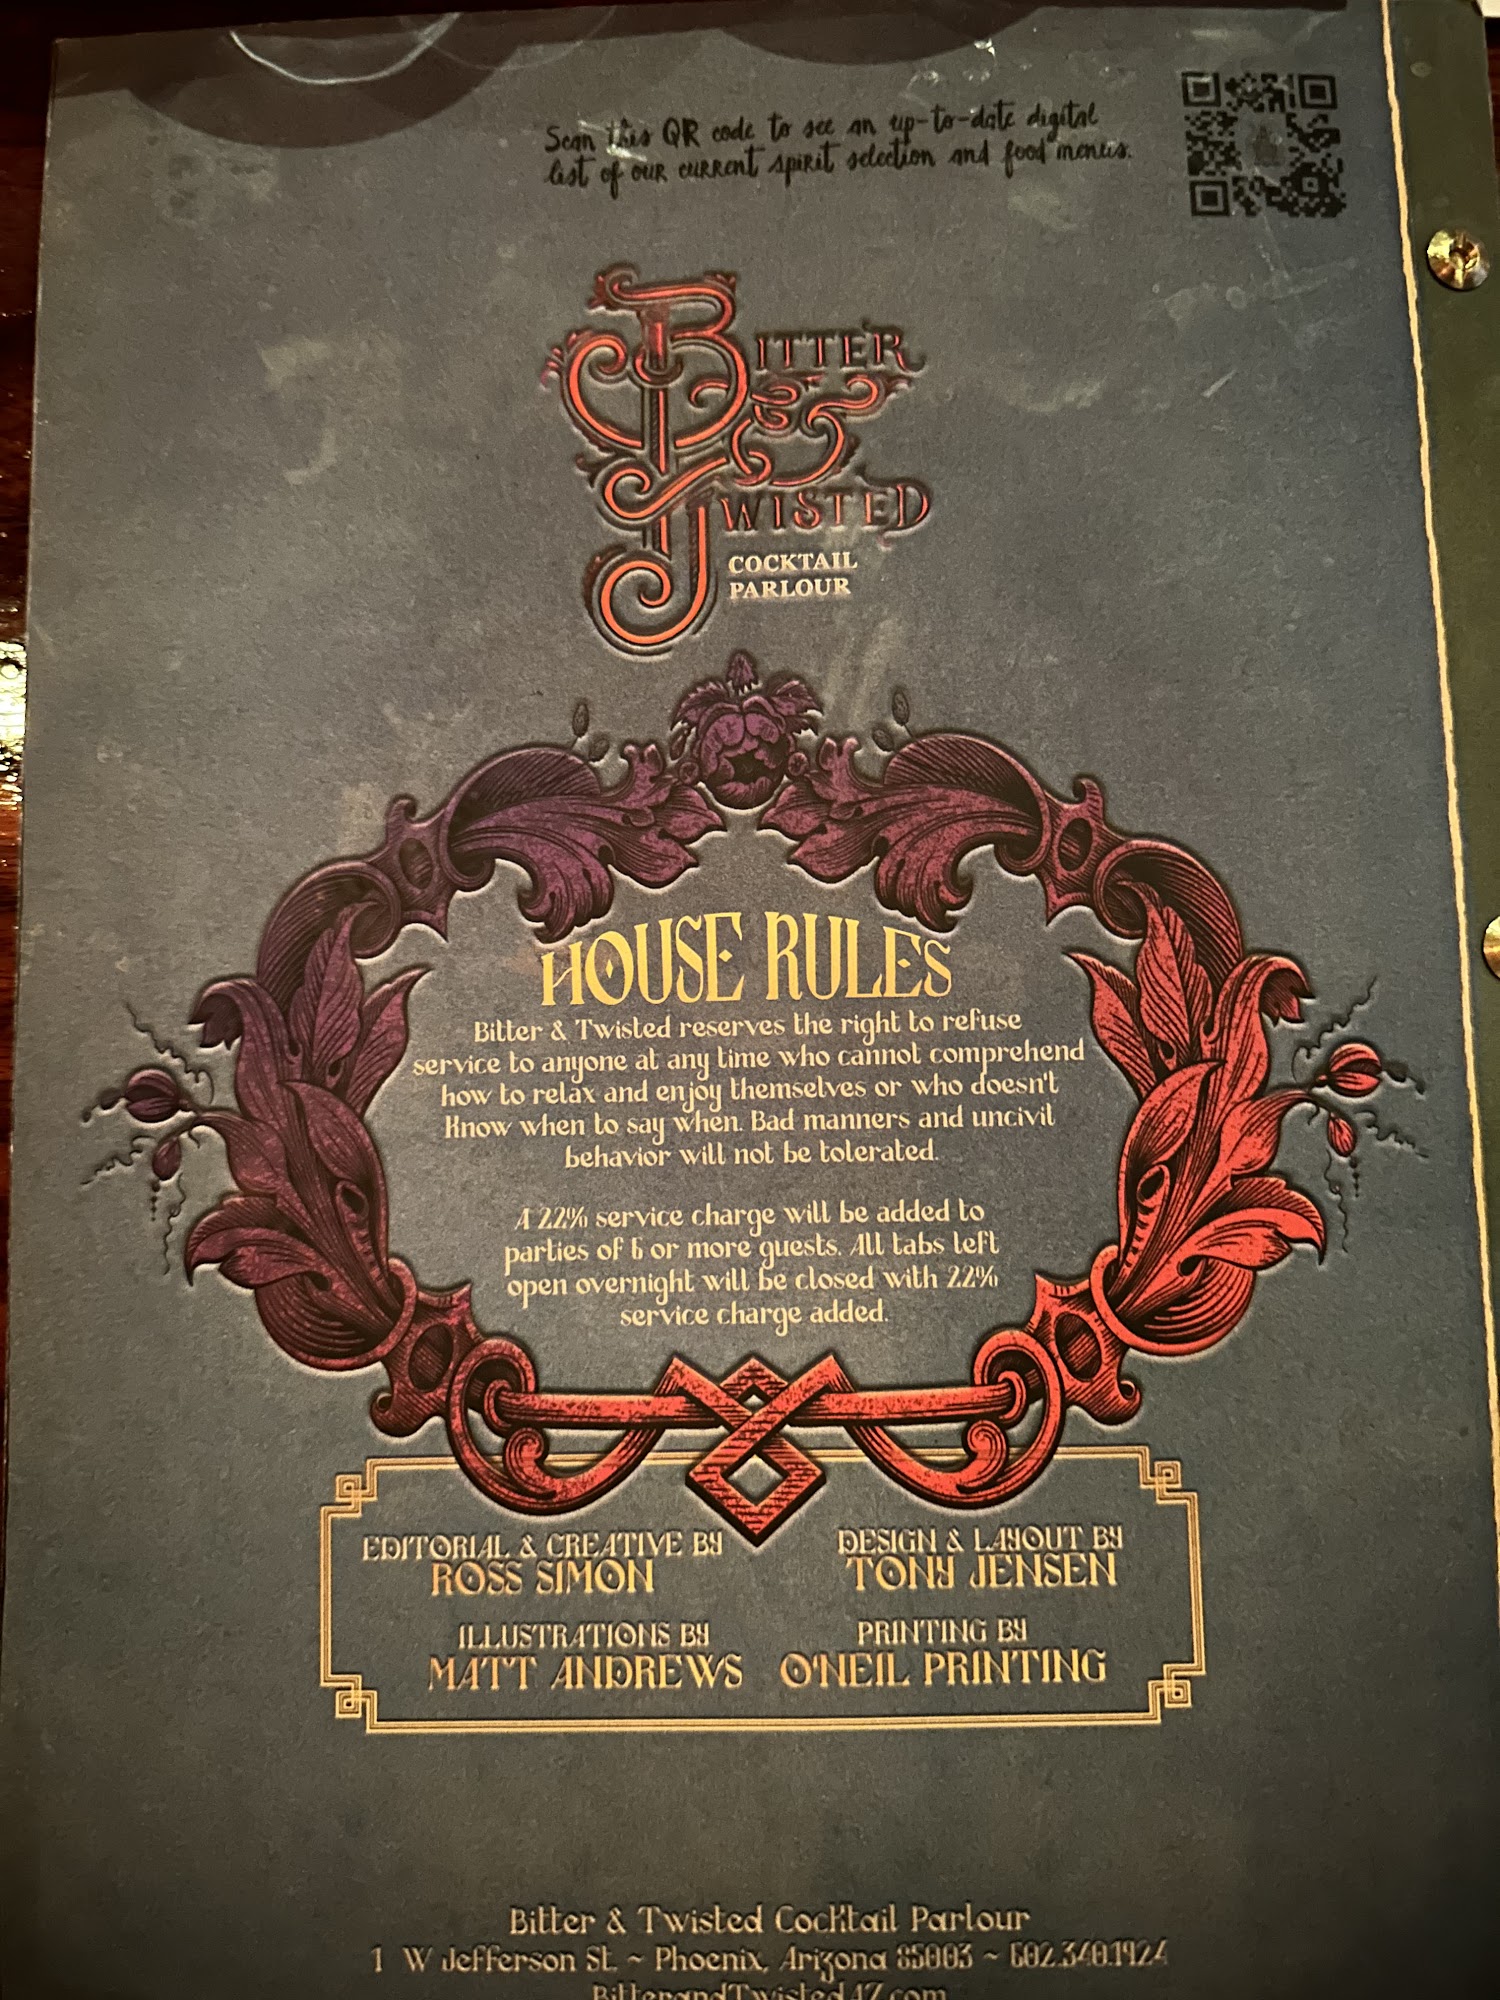 Scan this QR code to see an up-to-date digital
list of our current spirit selection and food menus.
BITTER
&
TWISTED
COCKTAIL
PARLOUR
HOUSE RULES
Bitter & Twisted reserves the right to refuse
service to anyone at any time who cannot comprehend
how to relax and enjoy themselves or who doesn't
know when to say when. Bad manners and uncivil
behavior will not be tolerated.
A 22% service charge will be added to
parties of 6 or more guests. All tabs left
open overnight will be closed with 22%
service charge added.
EDITORIAL & CREATIVE BY
ROSS SIMON
DESIGN & LAYOUT BY
TONY JENSEN
ILLUSTRATIONS BY
MATT ANDREWS
PRINTING BY
O'NEIL PRINTING
Bitter & Twisted Cocktail Parlour
1 W Jefferson St. ~ Phoenix, Arizona 85003 ~ 602.340.1924
BitterandTwistedAZ.com